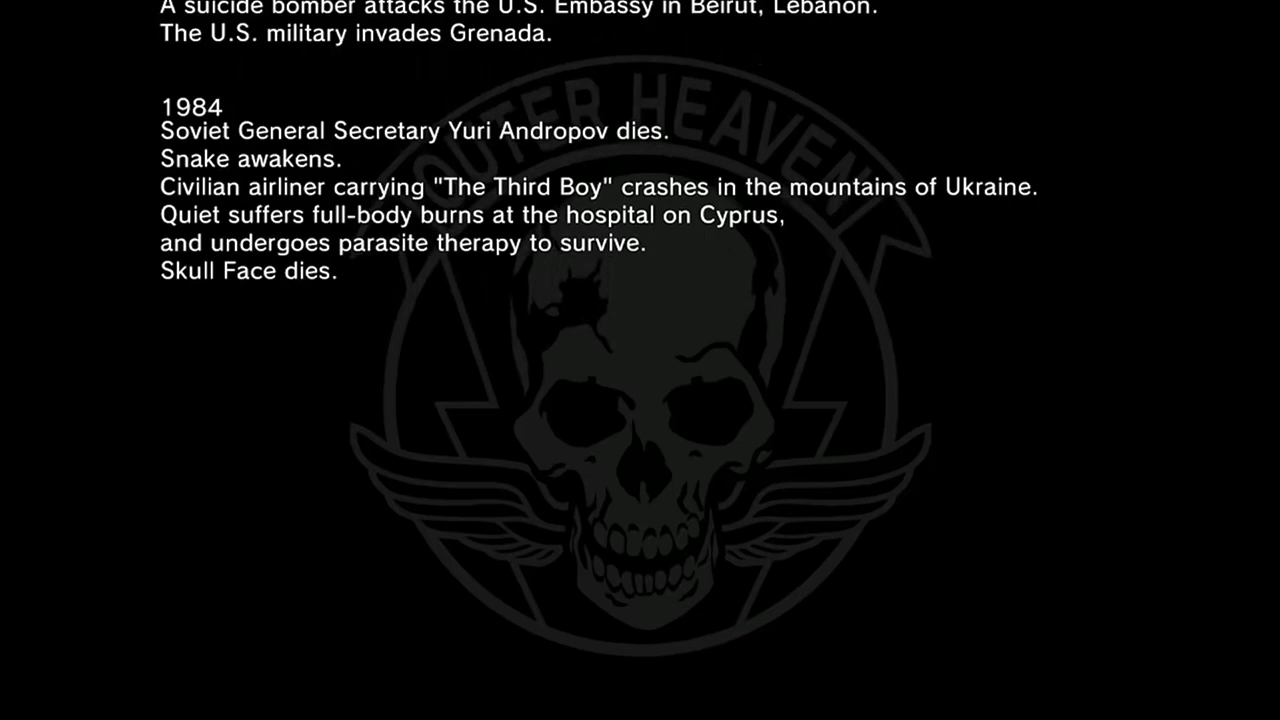 A suicide bomber attacks the U.S. Embassy in Beirut, Lebanon.
The U.S. military invades Grenada.
OUTER HEAVEN
1984
Soviet General Secretary Yuri Andropov dies.
Snake awakens.
Civilian airliner carrying "The Third Boy" crashes in the mountains of Ukraine.
Quiet suffers full-body burns at the hospital on Cyprus,
and undergoes parasite therapy to survive.
Skull Face dies.